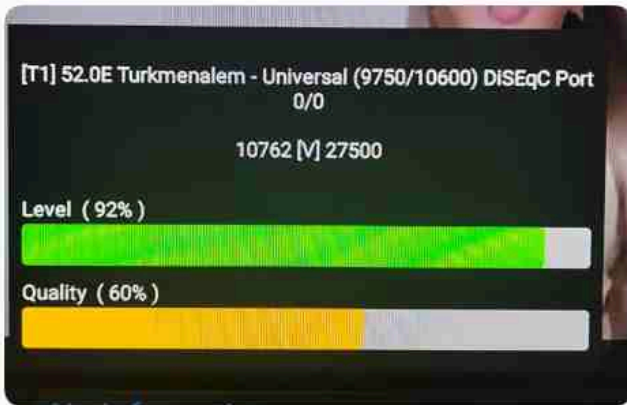 [T1] 52.0E Turkmenalem - Universal (9750/10600) DiSEqC Port
0/0
10762 [V] 27500
Level ( 92% )
Quality ( 60% )